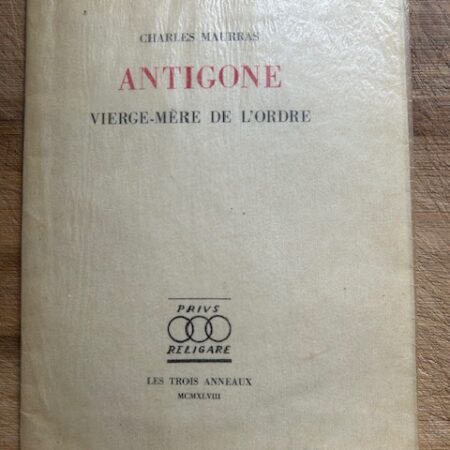 CHARLES MAURRAS
ANTIGONE
VIERGE-MÈRE DE L'ORDRE
PRIVS
RELIGARE
LES TROIS ANNEAUX
MCMXLVIII